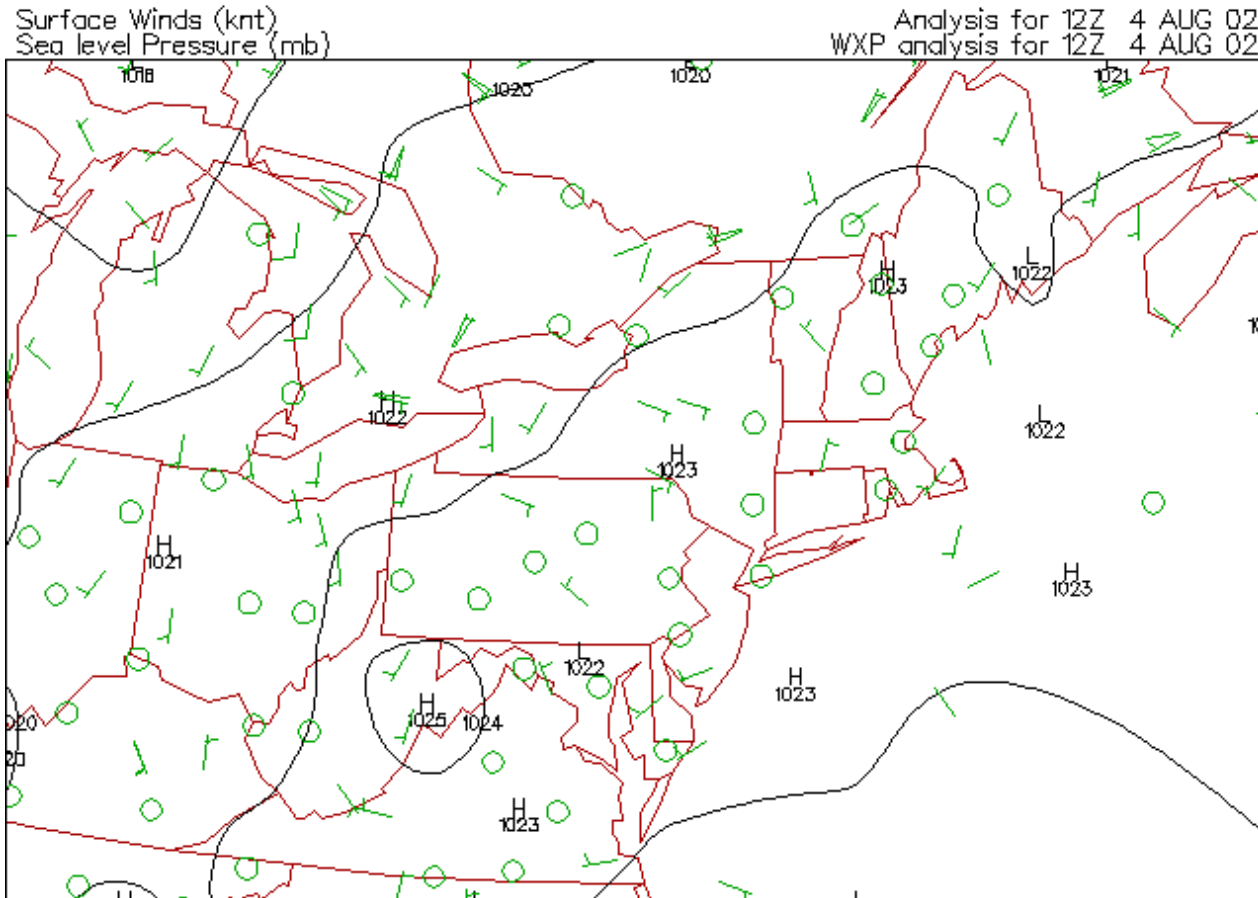 Surface Winds (knt)
Analysis for 12Z 4 AUG 02
Sea level Pressure (mb)
WXP analysis for 12Z 4 AUG 02
L
1018
1020
L
1020
L
1021
H
1023
L
1022
H
1022
L
1022
H
1023
H
1021
H
1023
L
1022
H
1023
H
1025
1024
1020
H
1023
H
L
L